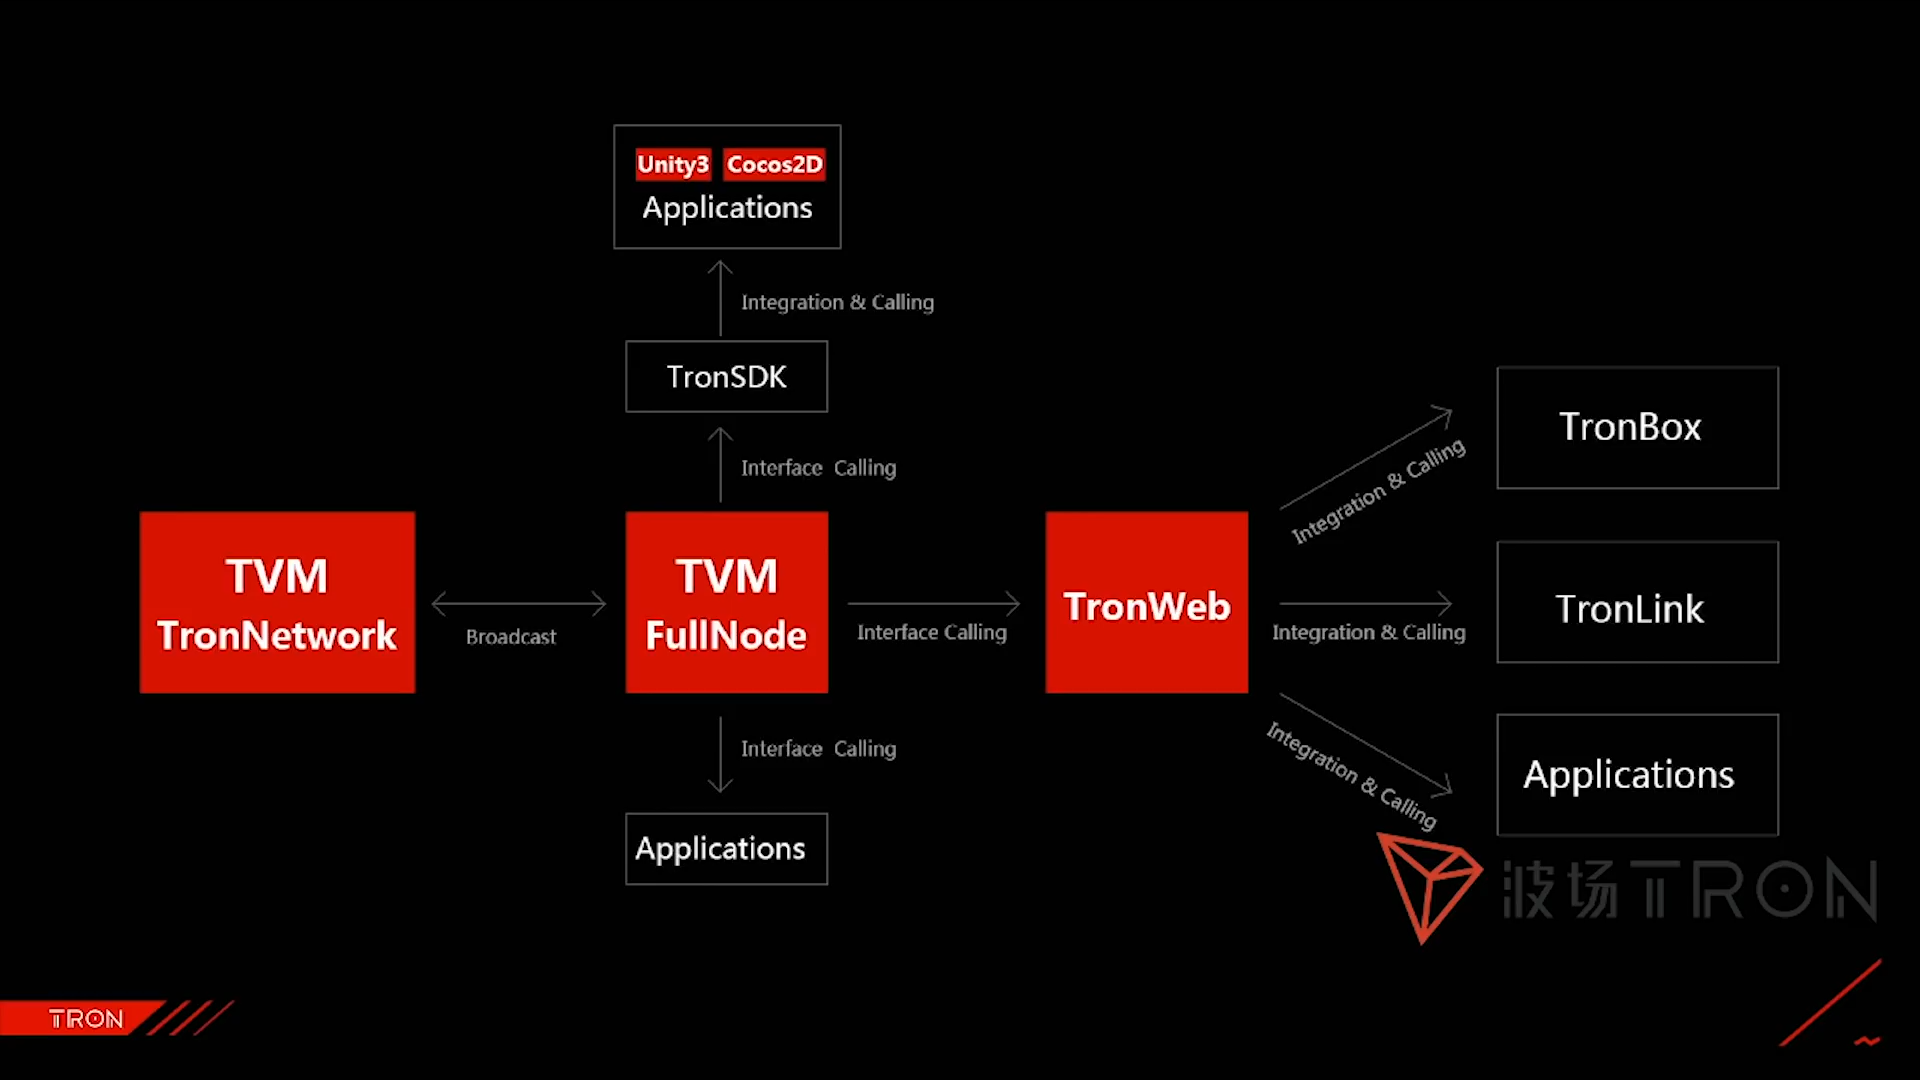 Unity3 Cocos2D
Applications
Integration & Calling
TronSDK
Interface Calling
TVM
TronNetwork
Broadcast
TVM
FullNode
Interface Calling
TronWeb
Integration & Calling
TronBox
Integration & Calling
TronLink
Integration & Calling
Applications
Interface Calling
Applications
波场TRON
TRON